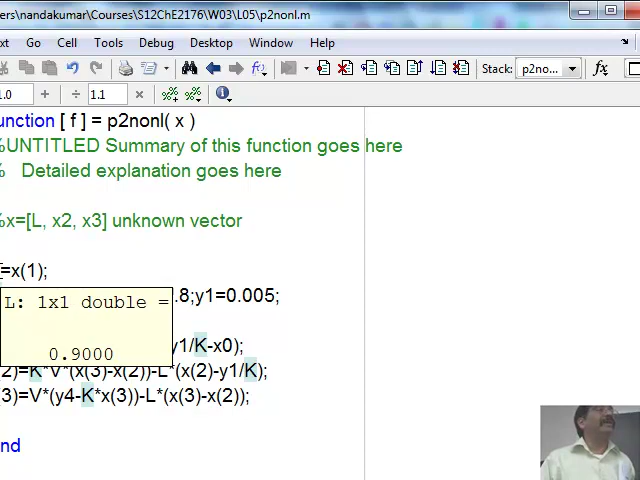 ers\nandakumar\Courses\S12ChE2176\W03\L05\p2nonl.m
xt Go Cell Tools Debug Desktop Window Help
Stack: p2no... fx
1.0 + ÷ 1.1 ×
unction [ f ] = p2nonl( x )
%UNTITLED Summary of this function goes here
% Detailed explanation goes here
%x=[L, x2, x3] unknown vector
=x(1);
.8;y1=0.005;
L: 1x1 double =
0.9000
y1/K-x0);
(2)=K*V*(x(3)-x(2))-L*(x(2)-y1/K);
(3)=V*(y4-K*x(3))-L*(x(3)-x(2));
nd